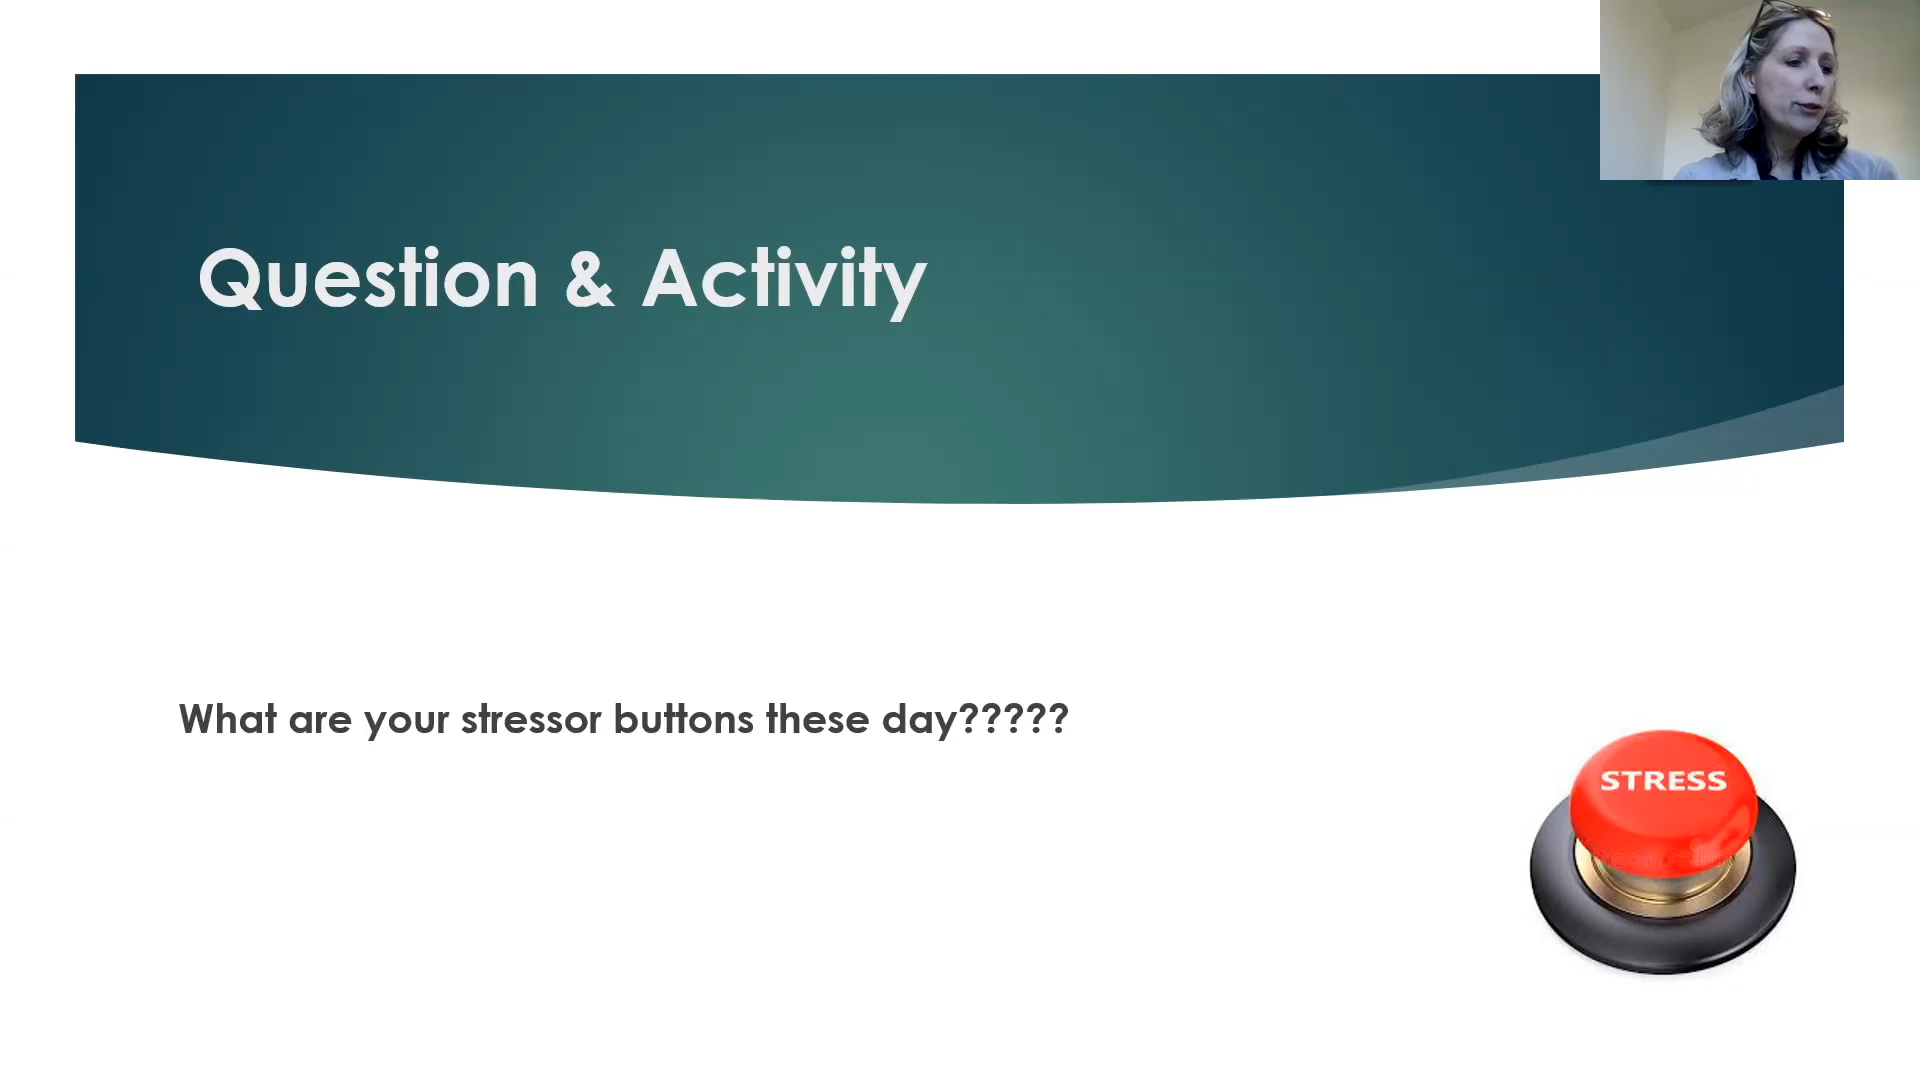 Question & Activity
What are your stressor buttons these day?????
STRESS